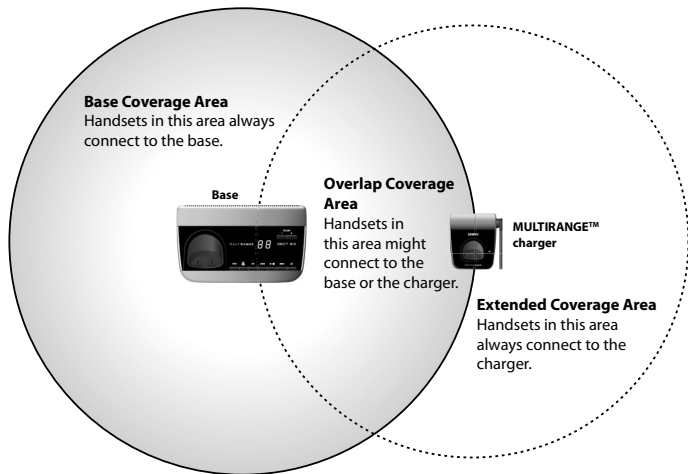 Base Coverage Area
Handsets in this area always
connect to the base.
Base
Overlap Coverage
Area
Handsets in
this area might
connect to the
base or the charger.
MULTIRANGE™
charger
Extended Coverage Area
Handsets in this area
always connect to the
charger.
88